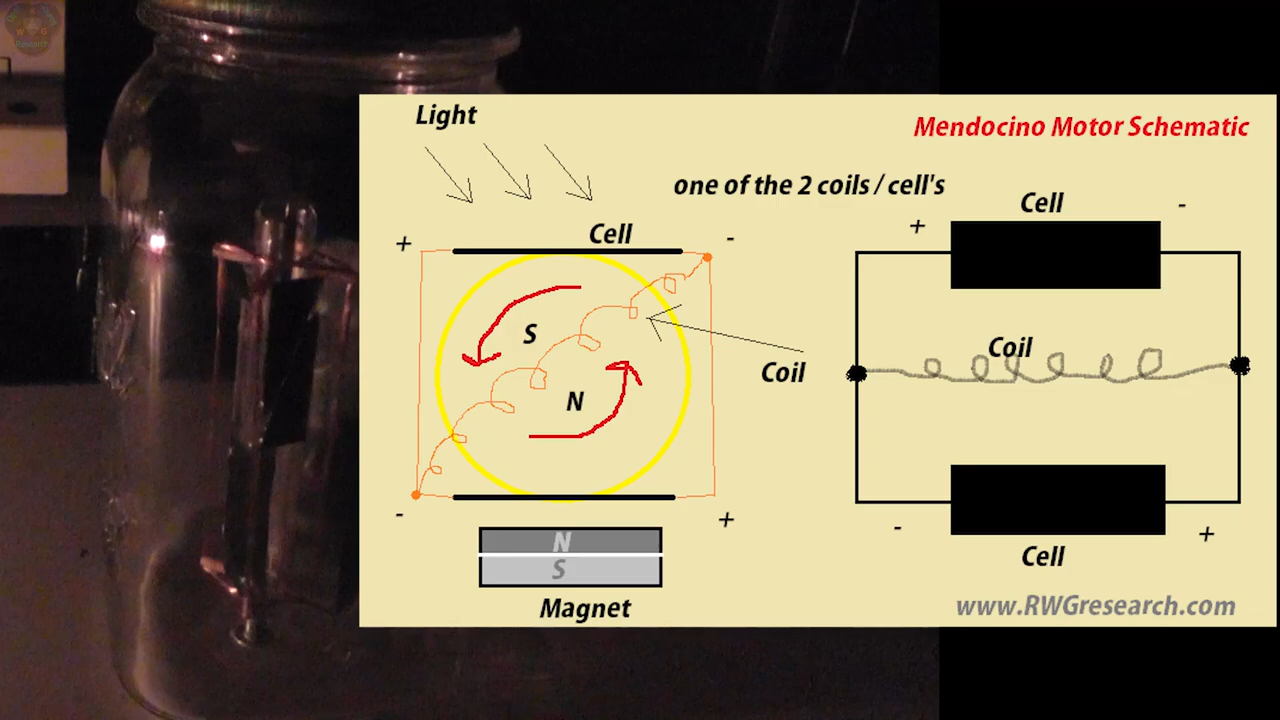 W G
Research
Light
Mendocino Motor Schematic
one of the 2 coils / cell's
+ Cell -
S
N
Coil
- +
N
S
Magnet
Cell
+ -
Coil
- +
Cell
www.RWGresearch.com